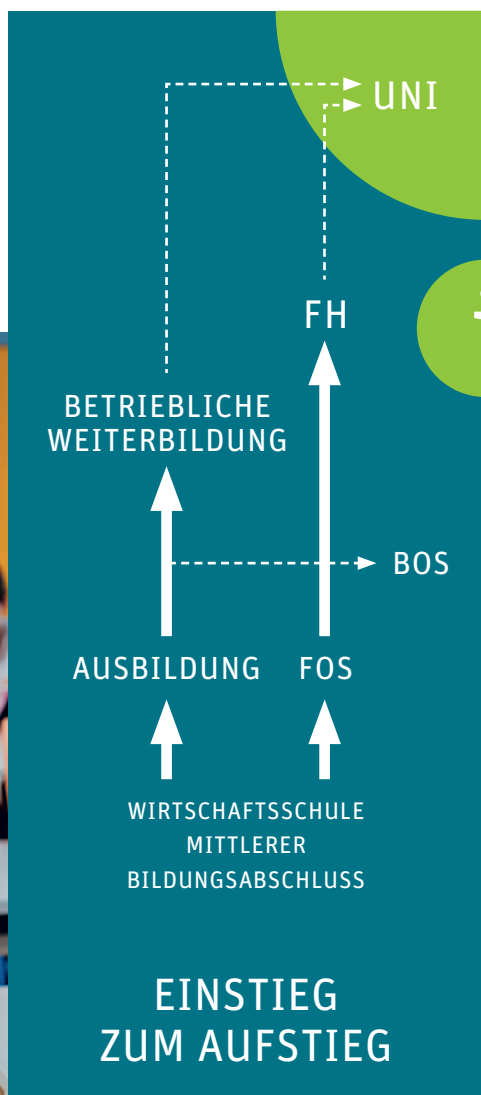 UNI
FH
BETRIEBLICHE
WEITERBILDUNG
BOS
AUSBILDUNG FOS
WIRTSCHAFTSSCHULE
MITTLERER
BILDUNGSABSCHLUSS
EINSTIEG
ZUM AUFSTIEG